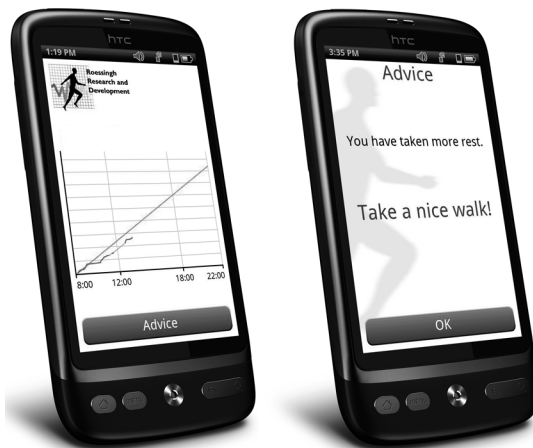 hTC
1:19 PM
Roessingh
Research and
Development
8:00 12:00 18:00 22:00
Advice
hTC
3:35 PM
Advice
You have taken more rest.
Take a nice walk!
OK